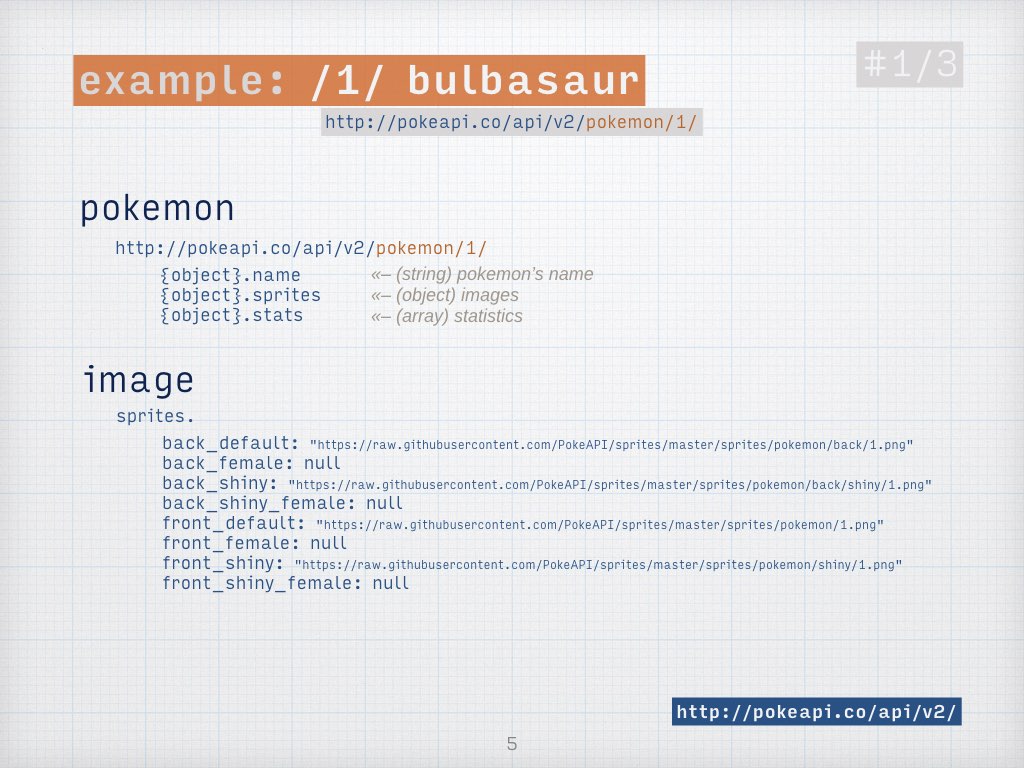 example: /1/ bulbasaur
#1/3
http://pokeapi.co/api/v2/pokemon/1/
pokemon
http://pokeapi.co/api/v2/pokemon/1/
{object}.name «– (string) pokemon’s name
{object}.sprites «– (object) images
{object}.stats «– (array) statistics
image
sprites.
back_default: "https://raw.githubusercontent.com/PokeAPI/sprites/master/sprites/pokemon/back/1.png"
back_female: null
back_shiny: "https://raw.githubusercontent.com/PokeAPI/sprites/master/sprites/pokemon/back/shiny/1.png"
back_shiny_female: null
front_default: "https://raw.githubusercontent.com/PokeAPI/sprites/master/sprites/pokemon/1.png"
front_female: null
front_shiny: "https://raw.githubusercontent.com/PokeAPI/sprites/master/sprites/pokemon/shiny/1.png"
front_shiny_female: null
http://pokeapi.co/api/v2/
5